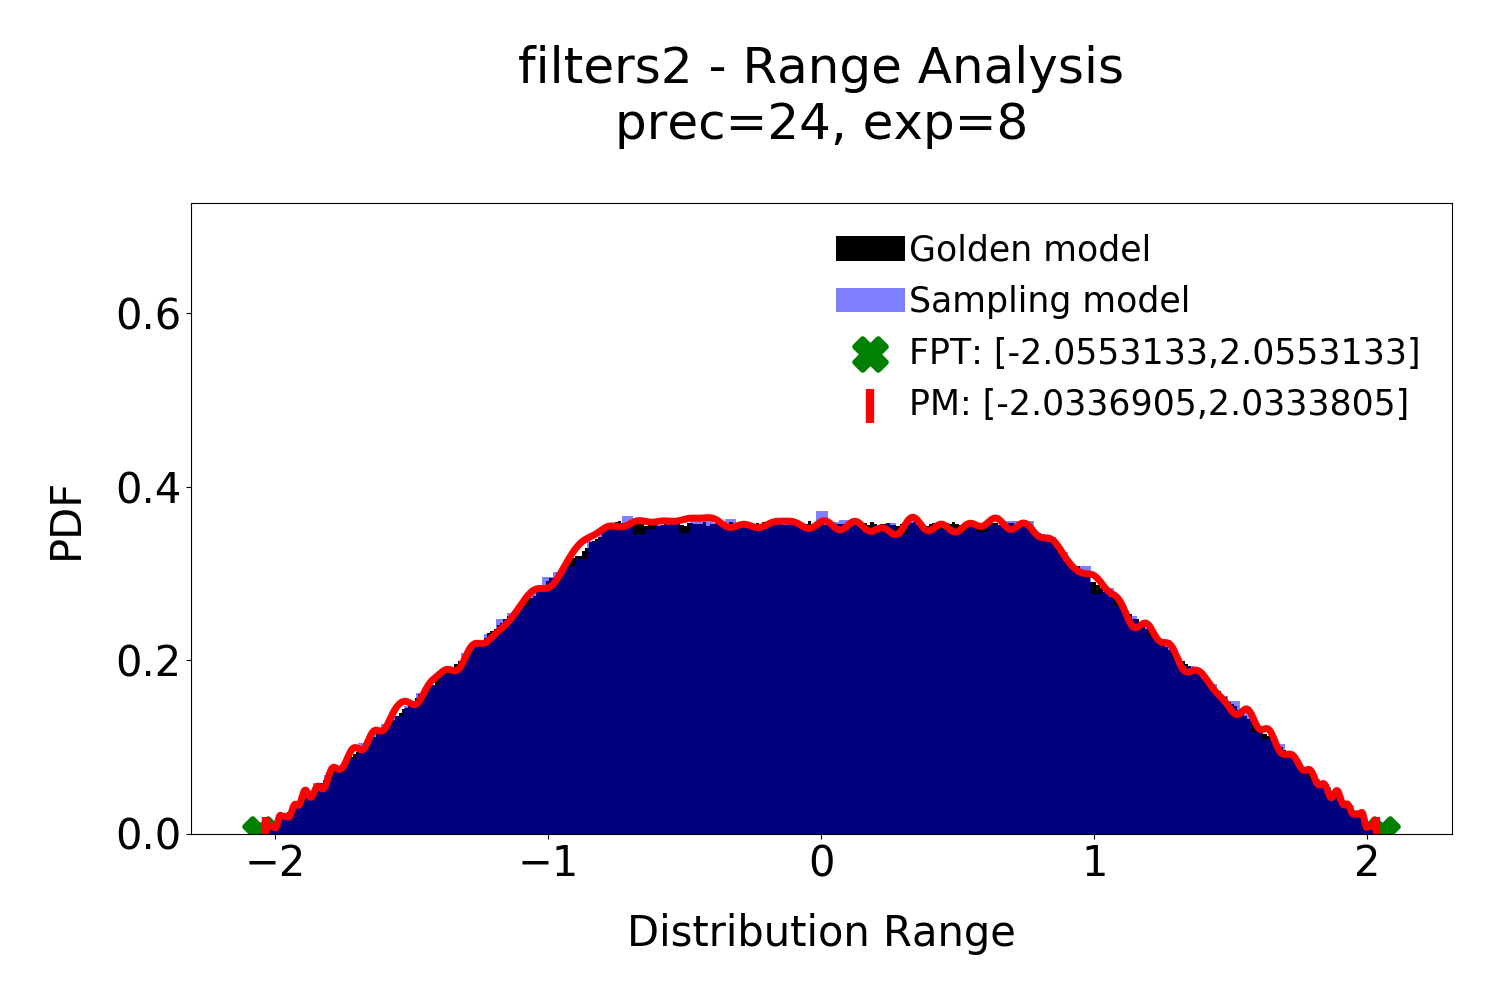 filters2 - Range Analysis
prec=24, exp=8
Golden model
Sampling model
FPT: [-2.0553133,2.0553133]
PM: [-2.0336905,2.0333805]
PDF
0.6
0.4
0.2
0.0
−2 −1 0 1 2
Distribution Range